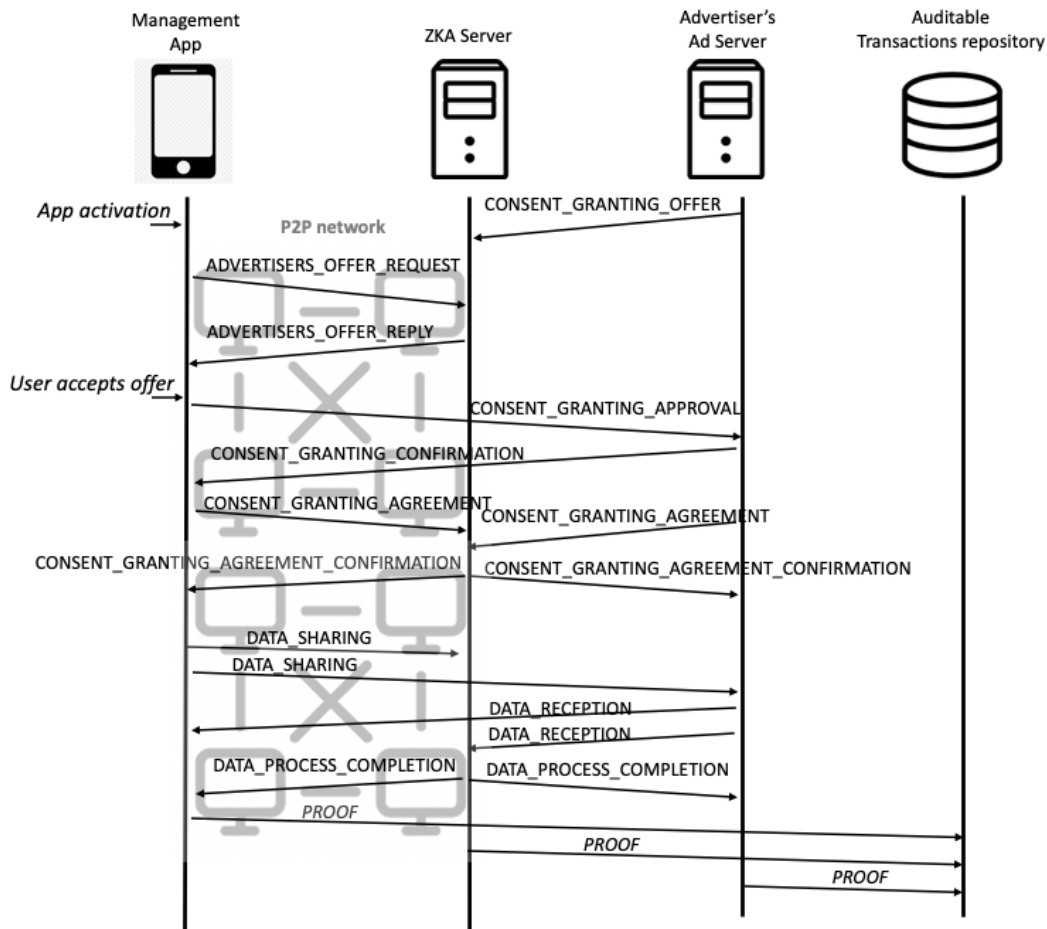 Management
App
ZKA Server
Advertiser's
Ad Server
Auditable
Transactions repository
App activation
P2P network
CONSENT_GRANTING_OFFER
ADVERTISERS_OFFER_REQUEST
ADVERTISERS_OFFER_REPLY
User accepts offer
CONSENT_GRANTING_APPROVAL
CONSENT_GRANTING_CONFIRMATION
CONSENT_GRANTING_AGREEMENT
CONSENT_GRANTING_AGREEMENT
CONSENT_GRANTING_AGREEMENT_CONFIRMATION
CONSENT_GRANTING_AGREEMENT_CONFIRMATION
DATA_SHARING
DATA_SHARING
DATA_RECEPTION
DATA_RECEPTION
DATA_PROCESS_COMPLETION
DATA_PROCESS_COMPLETION
PROOF
PROOF
PROOF